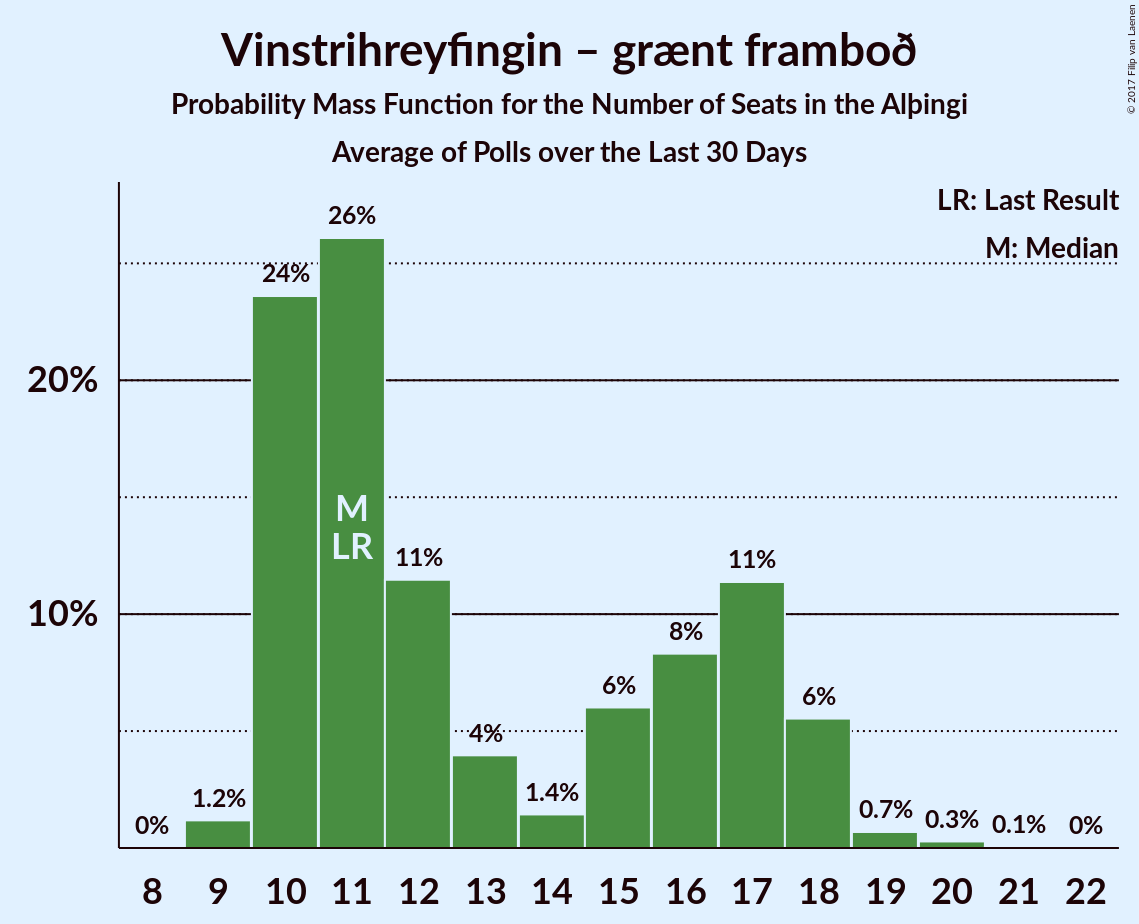 Vinstrihreyfingin – grænt framboð
Probability Mass Function for the Number of Seats in the Alþingi
Average of Polls over the Last 30 Days
© 2017 Filip van Laenen
LR: Last Result
M: Median
26%
24%
20%
M
LR
11%
11%
10%
8%
6%
6%
4%
1.4%
1.2%
0.7%
0.3%
0.1%
0%
0%
8 9 10 11 12 13 14 15 16 17 18 19 20 21 22